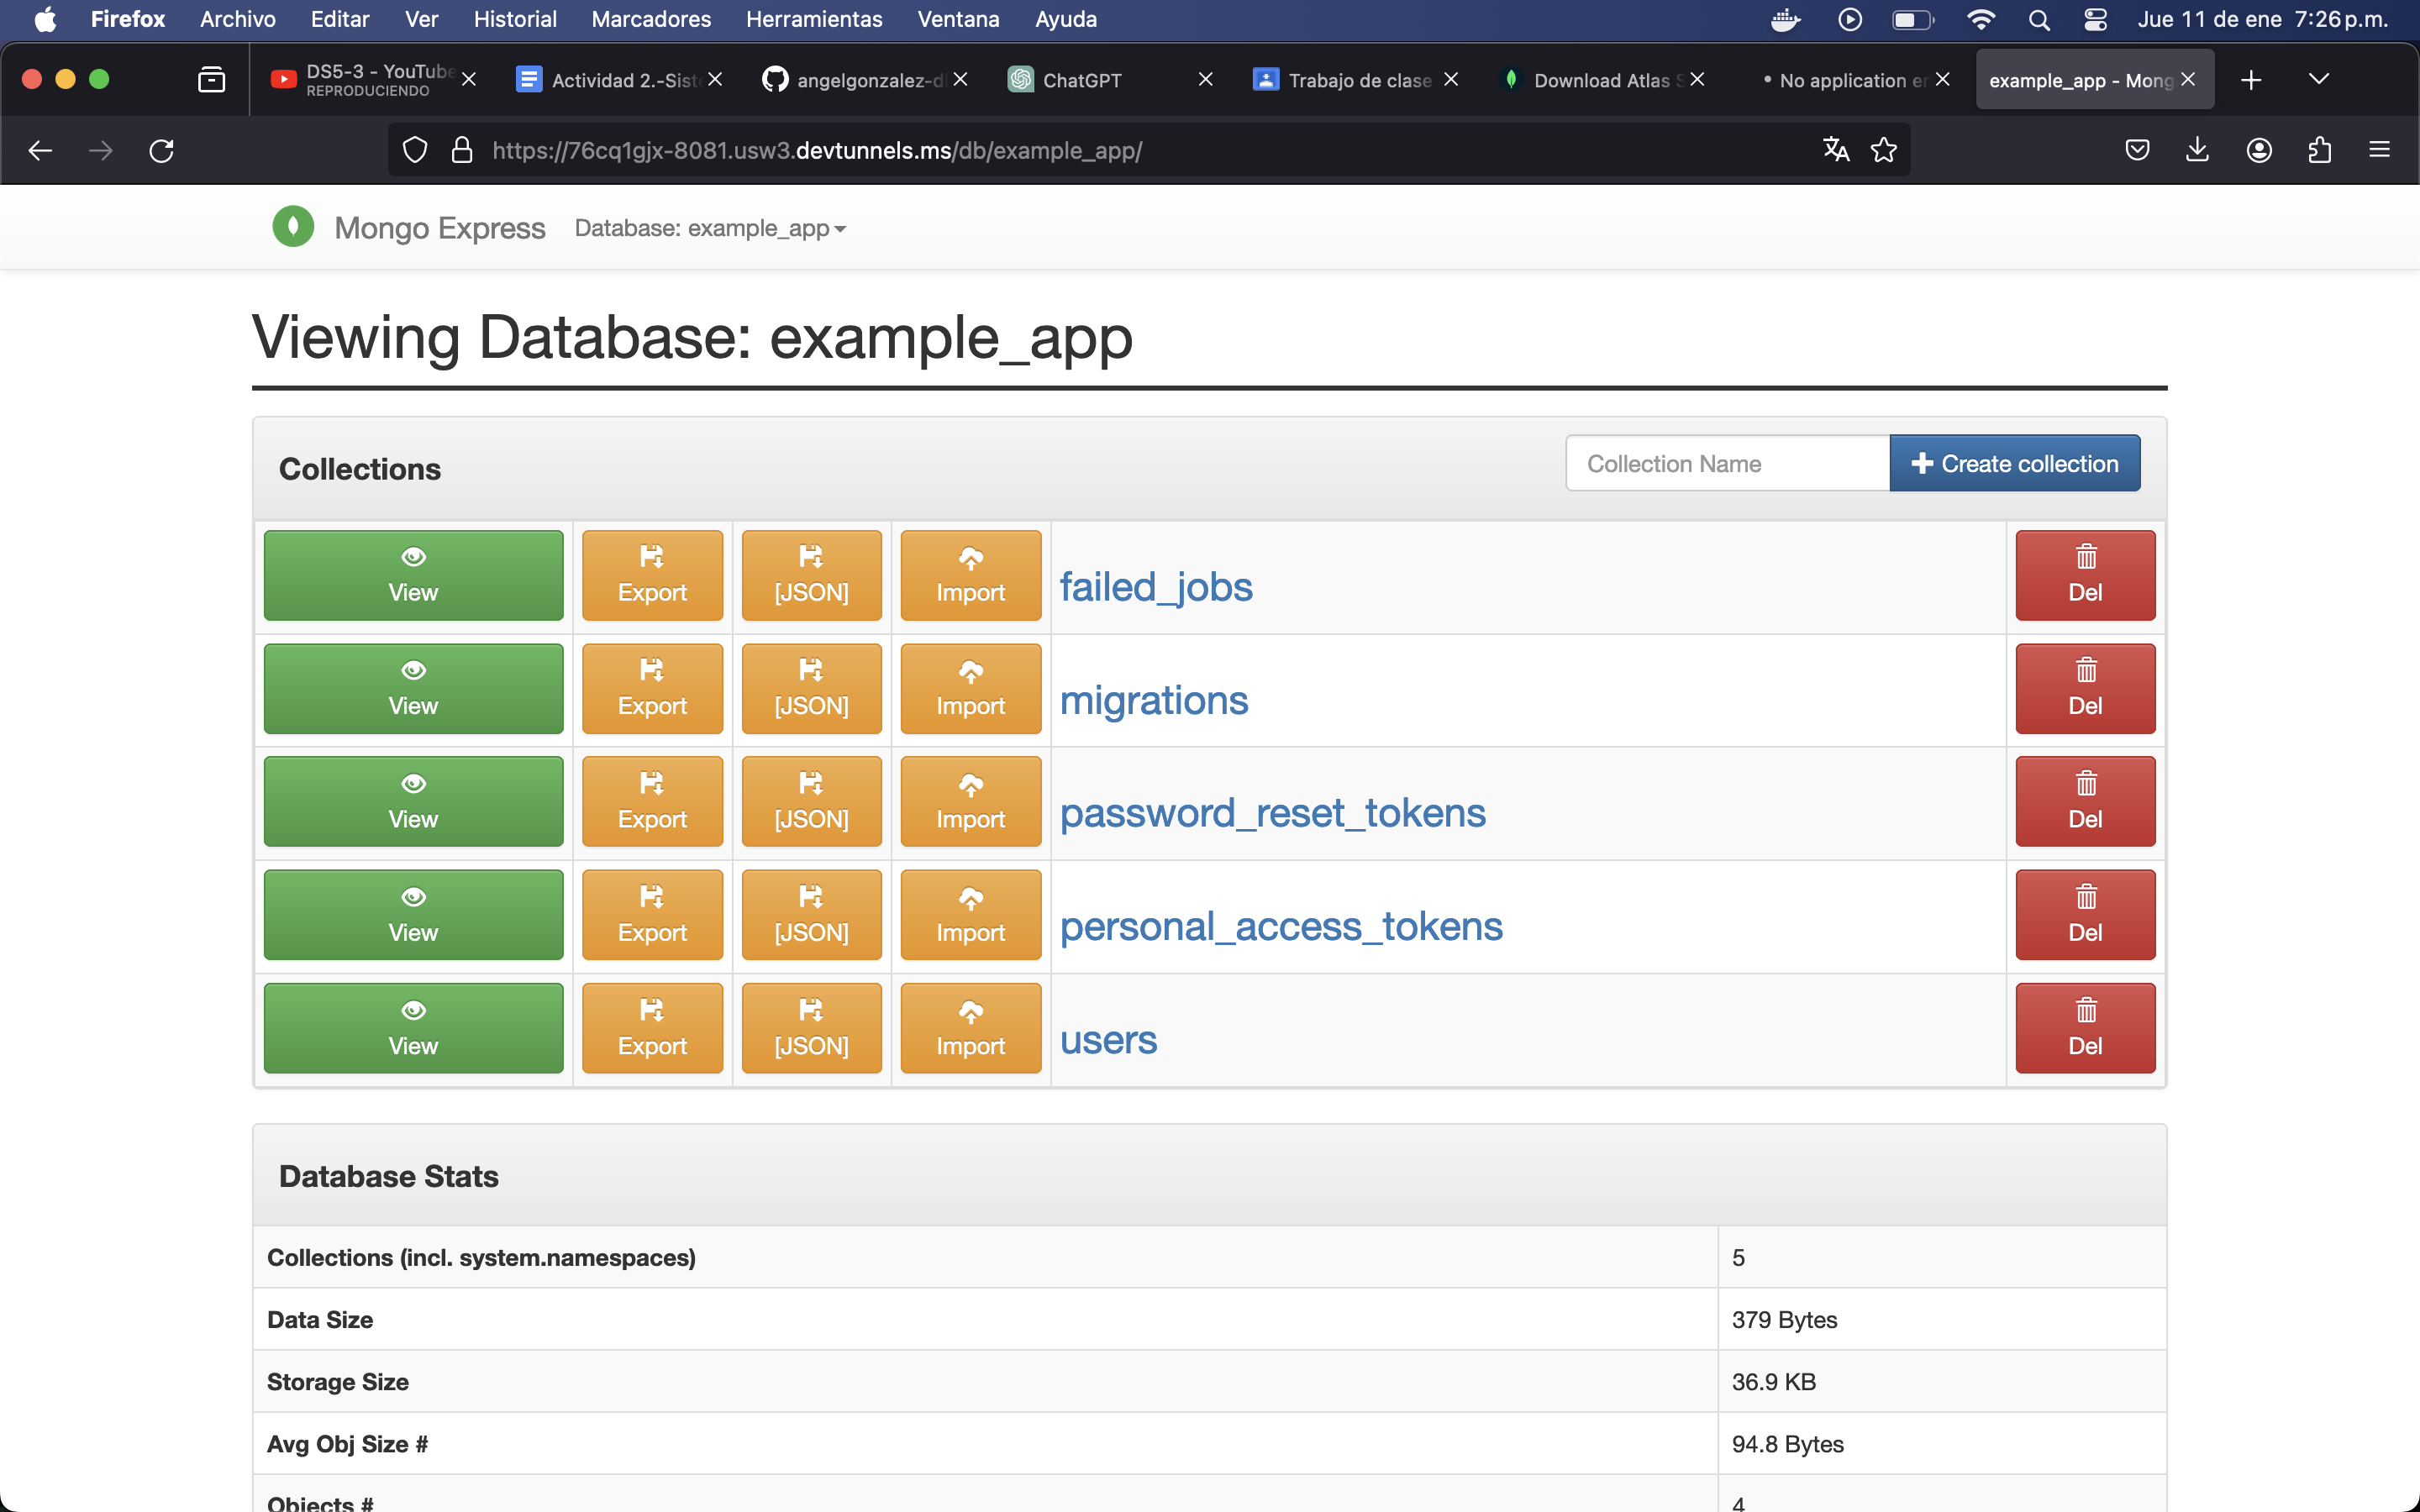 Firefox Archivo Editar Ver Historial Marcadores Herramientas Ventana Ayuda Jue 11 de ene 7:26 p.m.
DS5-3 - YouTube
REPRODUCIENDO
Actividad 2.-Sist angelgonzalez-d ChatGPT Trabajo de clase Download Atlas S No application en example_app - Mong
https://76cq1gjx-8081.usw3.devtunnels.ms/db/example_app/
Mongo Express Database: example_app
Viewing Database: example_app
Collections Collection Name Create collection
View Export [JSON] Import failed_jobs Del
View Export [JSON] Import migrations Del
View Export [JSON] Import password_reset_tokens Del
View Export [JSON] Import personal_access_tokens Del
View Export [JSON] Import users Del
Database Stats
Collections (incl. system.namespaces) 5
Data Size 379 Bytes
Storage Size 36.9 KB
Avg Obj Size # 94.8 Bytes
Objects # 4